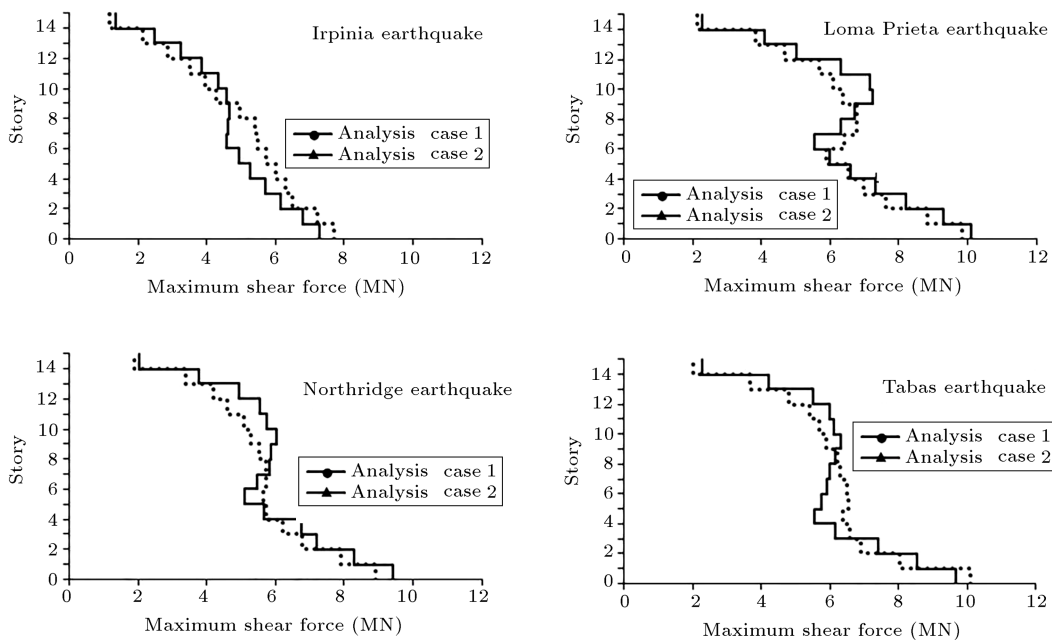 Irpinia earthquake
Story
14
12
10
8
6
4
2
0
Analysis case 1
Analysis case 2
0 2 4 6 8 10 12
Maximum shear force (MN)
Loma Prieta earthquake
Story
14
12
10
8
6
4
2
0
Analysis case 1
Analysis case 2
0 2 4 6 8 10 12
Maximum shear force (MN)
Northridge earthquake
Story
14
12
10
8
6
4
2
0
Analysis case 1
Analysis case 2
0 2 4 6 8 10 12
Maximum shear force (MN)
Tabas earthquake
Story
14
12
10
8
6
4
2
0
Analysis case 1
Analysis case 2
0 2 4 6 8 10 12
Maximum shear force (MN)